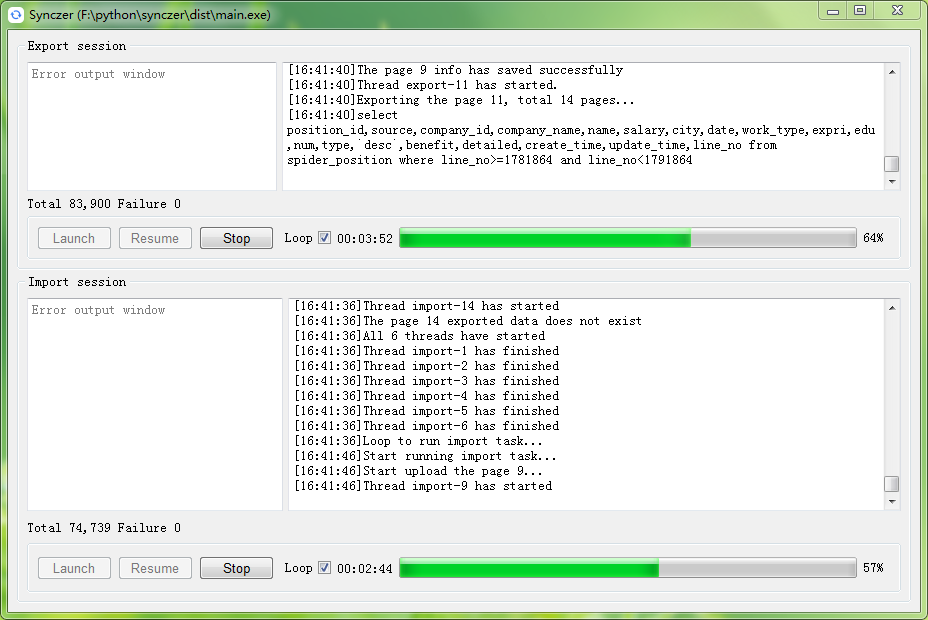 Synczer (F:\python\synczer\dist\main.exe)
Export session
Error output window
[16:41:40]The page 9 info has saved successfully
[16:41:40]Thread export-11 has started.
[16:41:40]Exporting the page 11, total 14 pages...
[16:41:40]select
position_id,source,company_id,company_name,name,salary,city,date,work_type,expri,edu
,num,type,`desc`,benefit,detailed,create_time,update_time,line_no from
spider_position where line_no>=1781864 and line_no<1791864
Total 83,900 Failure 0
Launch Resume Stop Loop 00:03:52 64%
Import session
Error output window
[16:41:36]Thread import-14 has started
[16:41:36]The page 14 exported data does not exist
[16:41:36]All 6 threads have started
[16:41:36]Thread import-1 has finished
[16:41:36]Thread import-2 has finished
[16:41:36]Thread import-3 has finished
[16:41:36]Thread import-4 has finished
[16:41:36]Thread import-5 has finished
[16:41:36]Thread import-6 has finished
[16:41:36]Loop to run import task...
[16:41:46]Start running import task...
[16:41:46]Start upload the page 9...
[16:41:46]Thread import-9 has started
Total 74,739 Failure 0
Launch Resume Stop Loop 00:02:44 57%